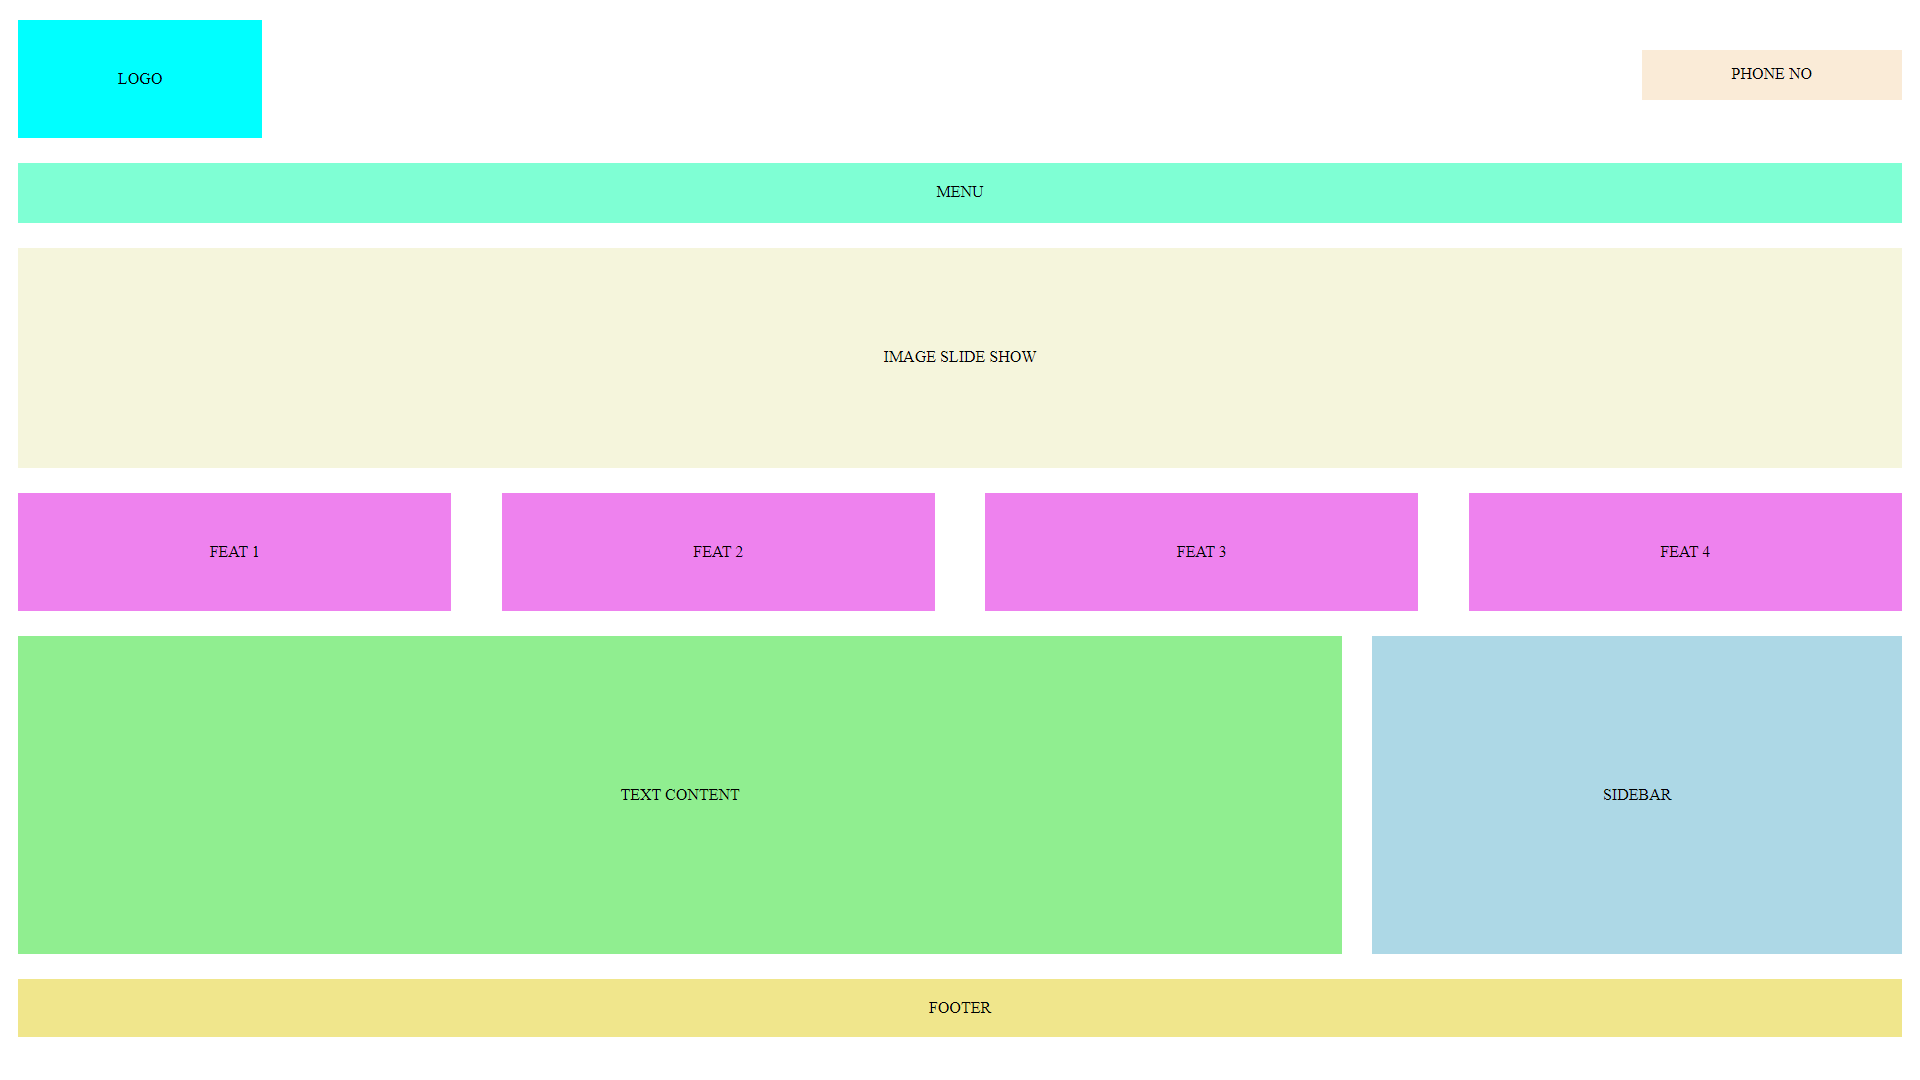 LOGO
PHONE NO
MENU
IMAGE SLIDE SHOW
FEAT 1
FEAT 2
FEAT 3
FEAT 4
TEXT CONTENT
SIDEBAR
FOOTER